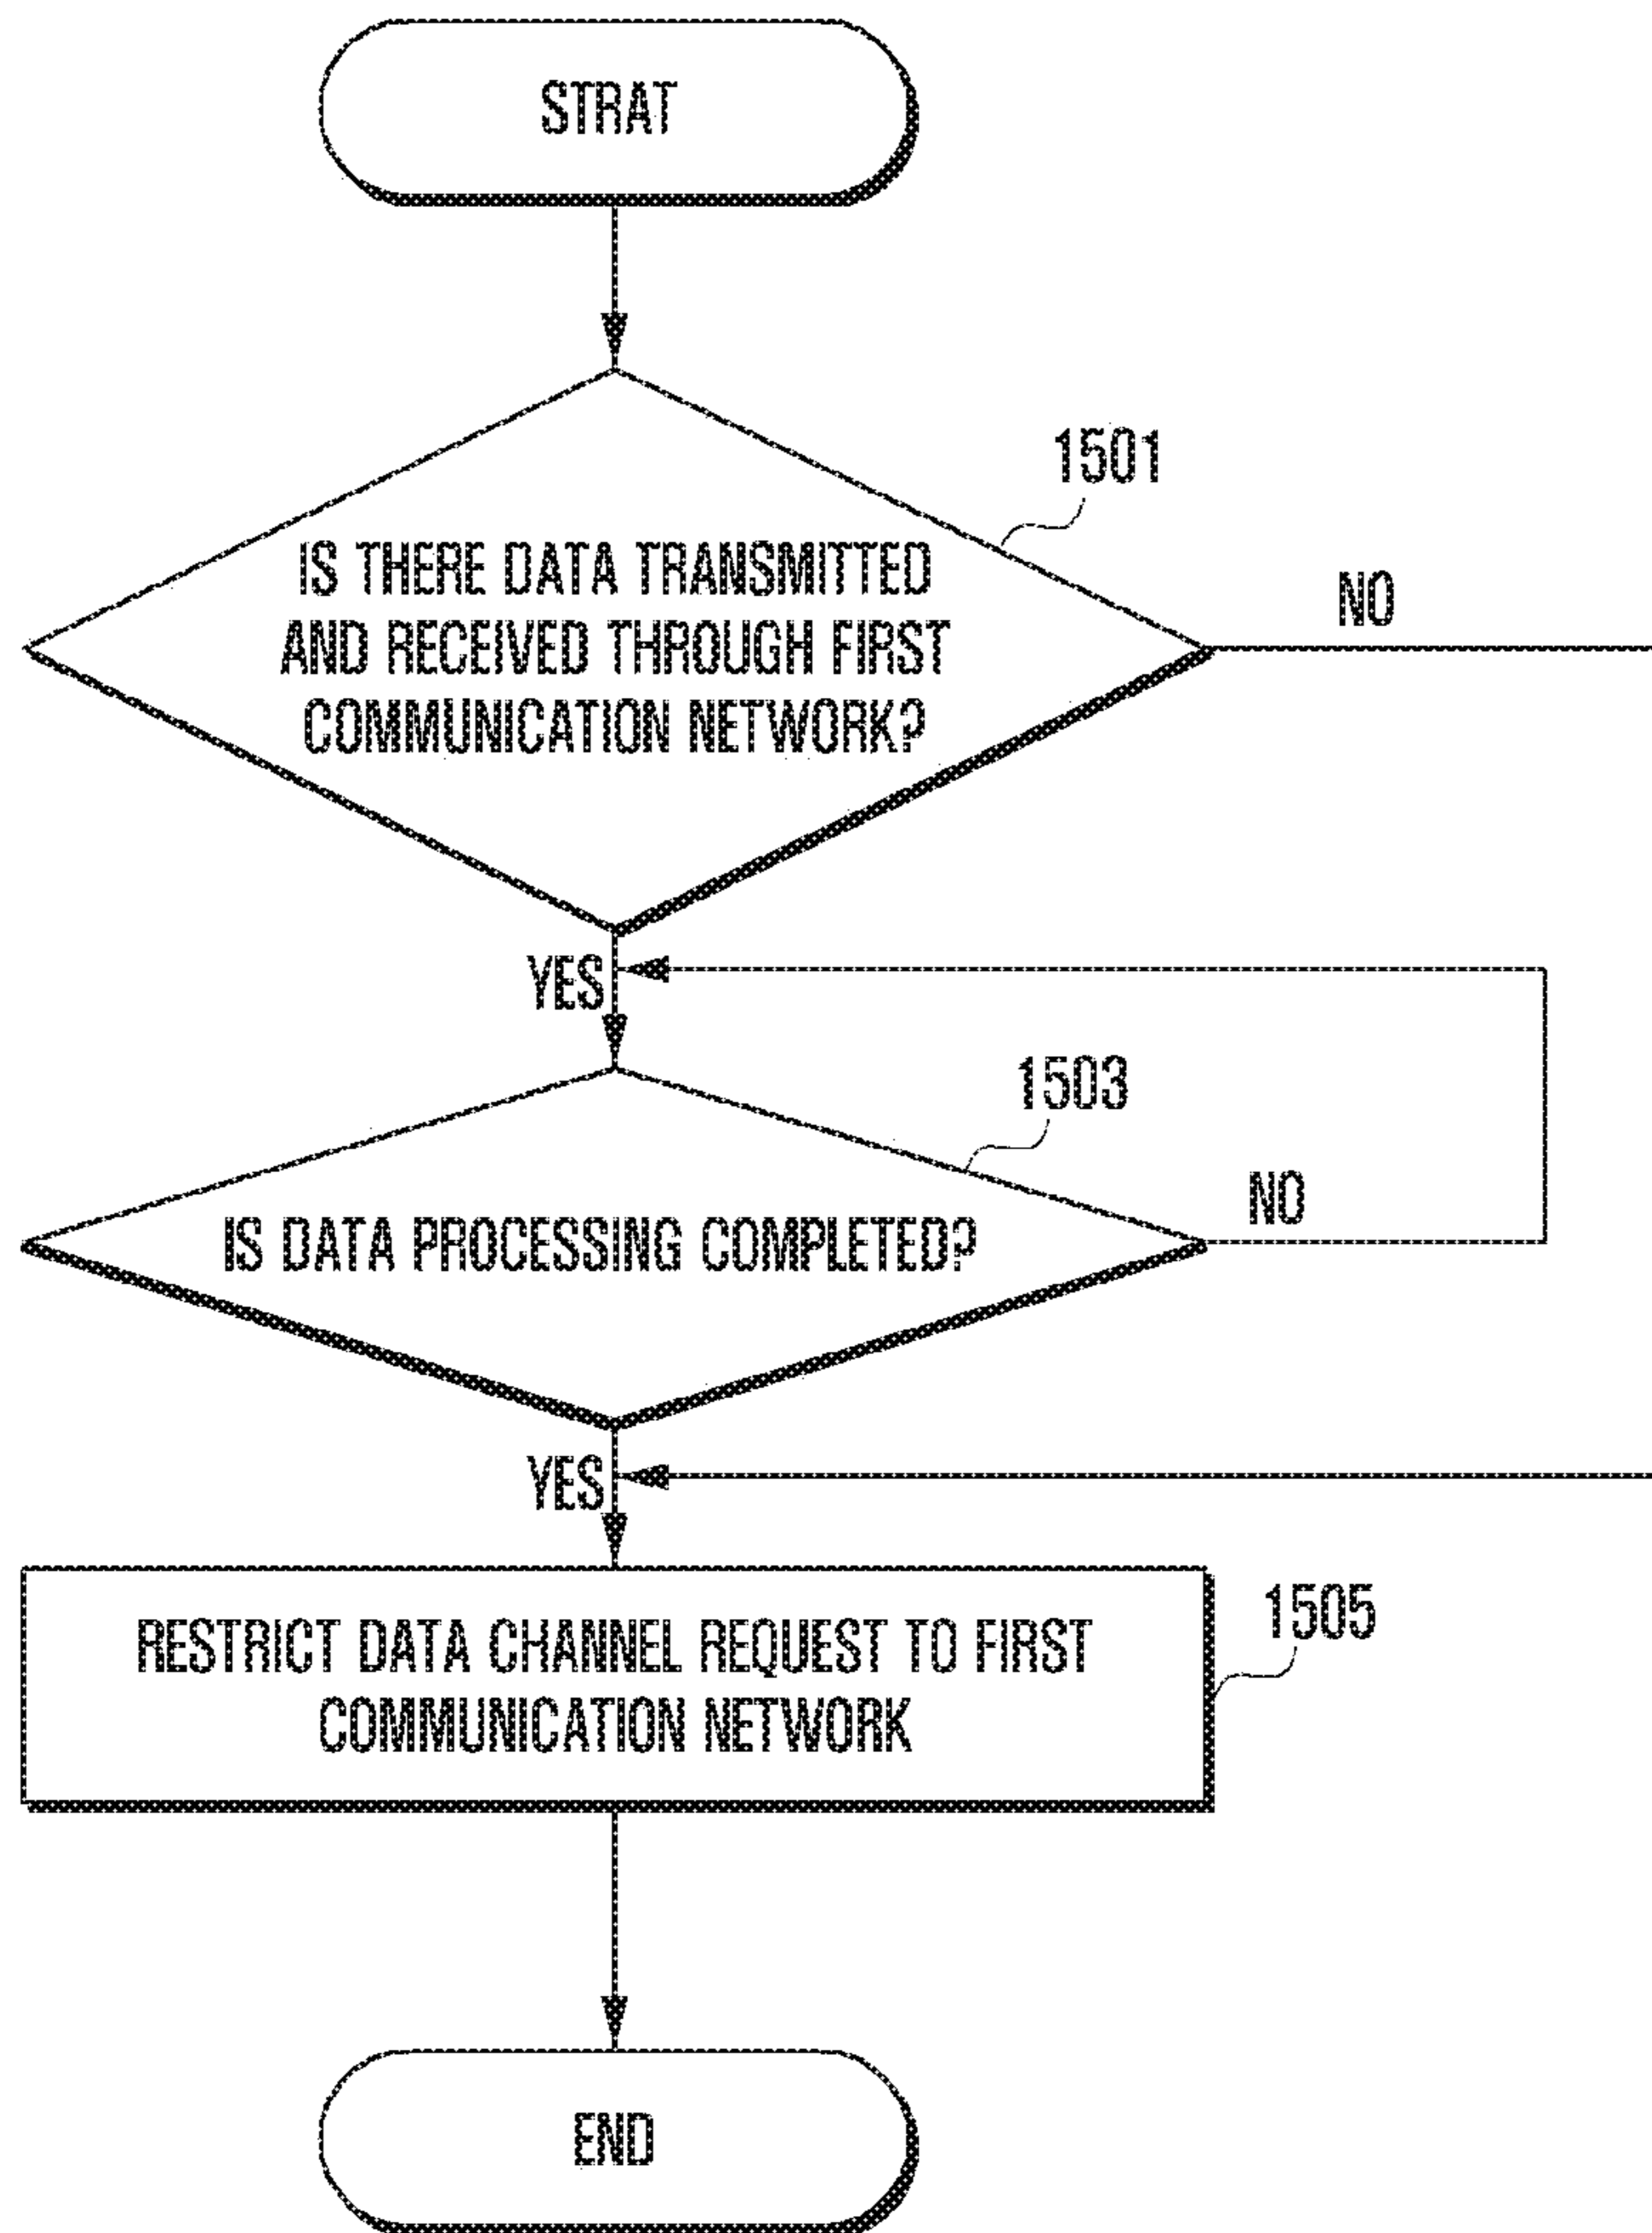 STRAT
1501
IS THERE DATA TRANSMITTED
AND RECEIVED THROUGH FIRST
COMMUNICATION NETWORK?
NO
YES
1503
IS DATA PROCESSING COMPLETED?
NO
YES
1505
RESTRICT DATA CHANNEL REQUEST TO FIRST
COMMUNICATION NETWORK
END